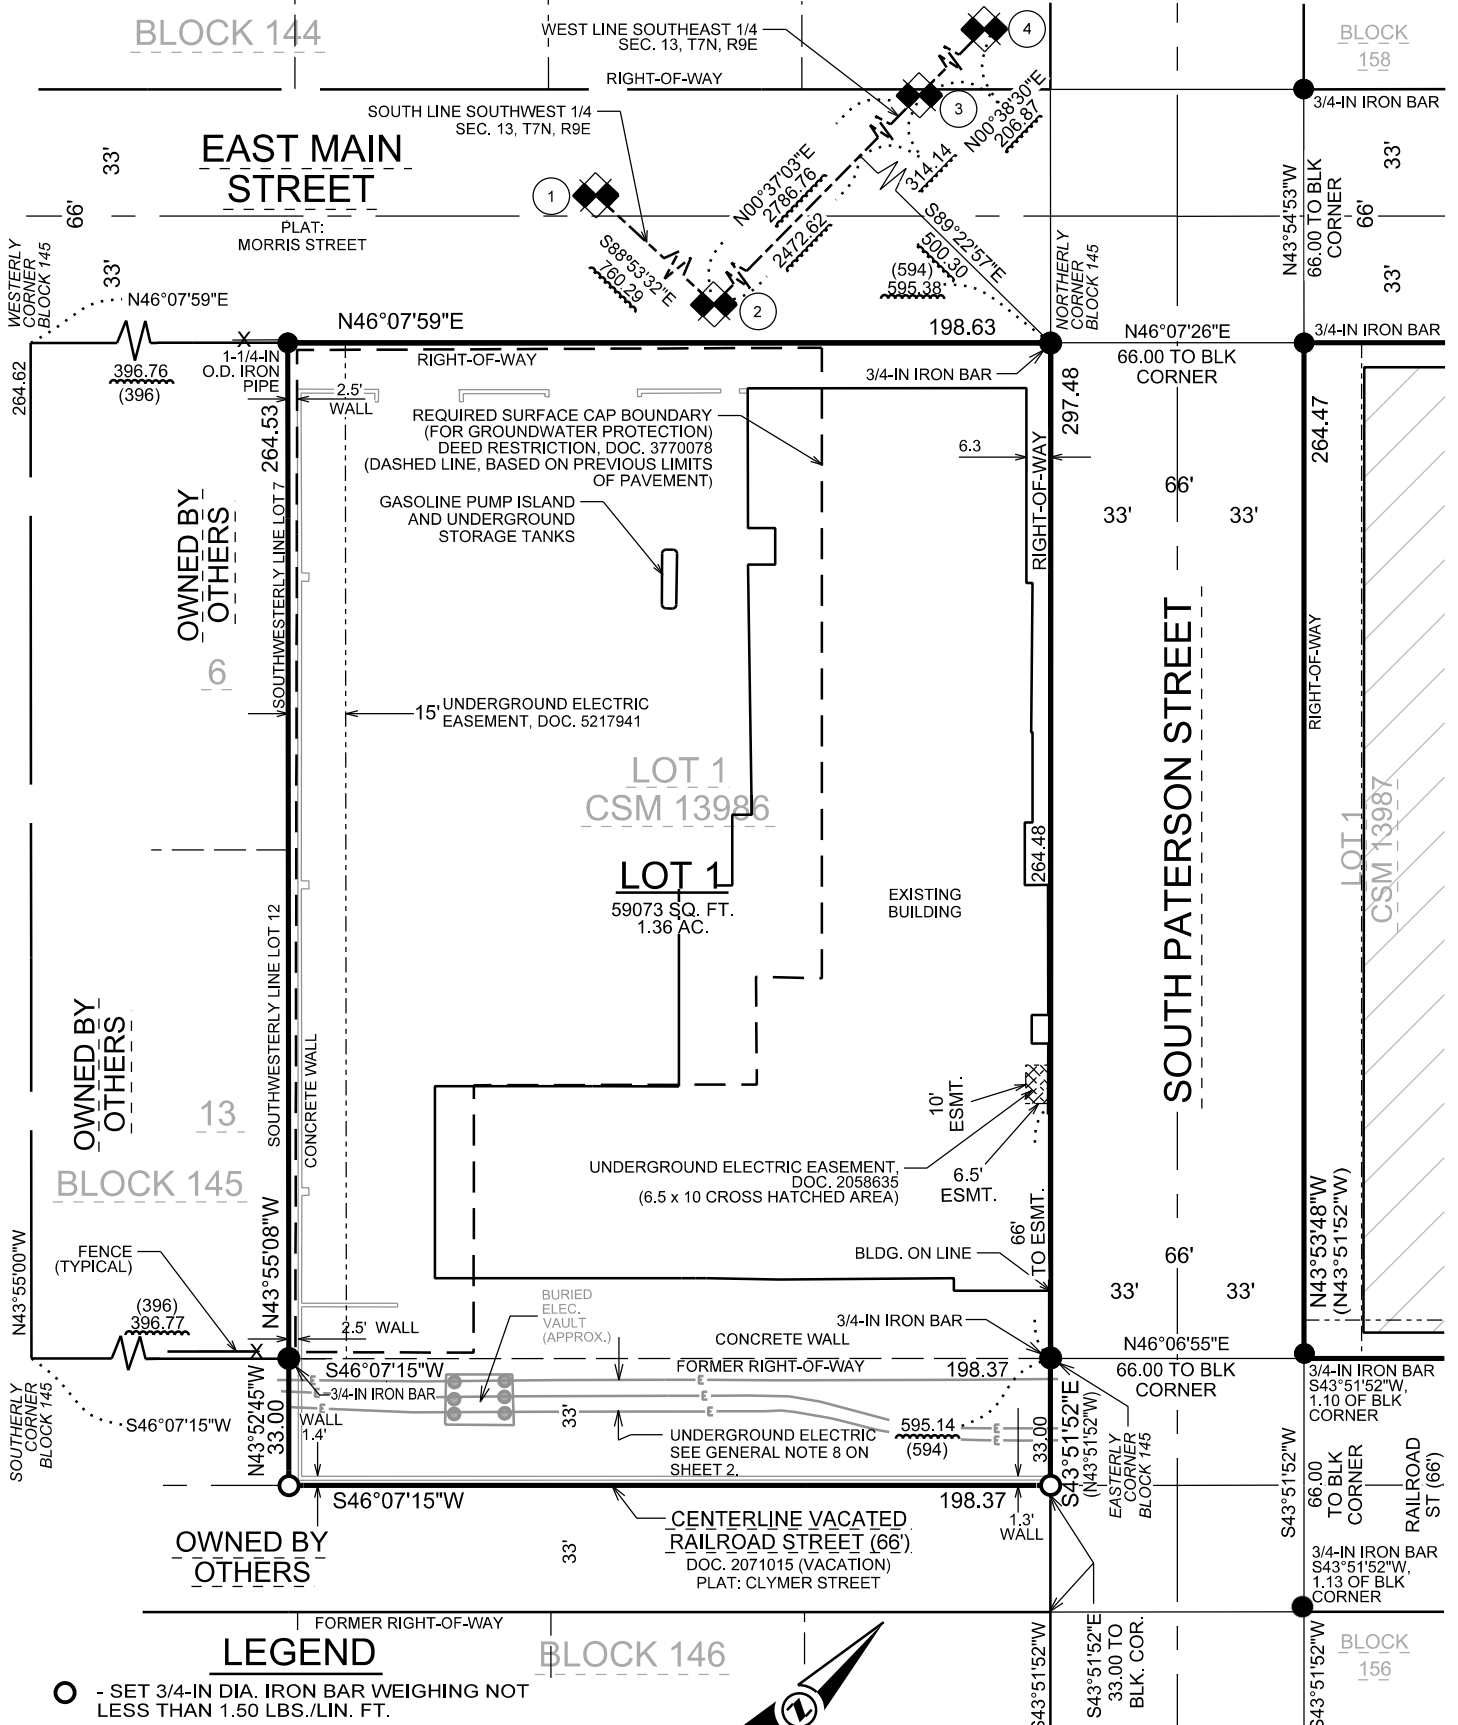 BLOCK 144
WEST LINE SOUTHEAST 1/4
SEC. 13, T7N, R9E
4
BLOCK
158
RIGHT-OF-WAY
SOUTH LINE SOUTHWEST 1/4
SEC. 13, T7N, R9E
3
N00°38'30"E
206.87
3/4-IN IRON BAR
EAST MAIN
STREET
PLAT:
MORRIS STREET
33'
66'
33'
1
N00°37'03"E
2786.76
2472.62
314.14
S89°22'57"E
500.30
(594)
595.38
S88°53'32"E
760.29
2
N43°54'53"W
66.00 TO BLK
CORNER
33'
66'
33'
WESTERLY
CORNER
BLOCK 145
N46°07'59"E
NORTHERLY
CORNER
BLOCK 145
N46°07'59"E
198.63
N46°07'26"E
66.00 TO BLK
CORNER
3/4-IN IRON BAR
X
396.76
(396)
264.62
1-1/4-IN
O.D. IRON
PIPE
RIGHT-OF-WAY
3/4-IN IRON BAR
2.5'
WALL
264.53
REQUIRED SURFACE CAP BOUNDARY
(FOR GROUNDWATER PROTECTION)
DEED RESTRICTION, DOC. 3770078
(DASHED LINE, BASED ON PREVIOUS LIMITS
OF PAVEMENT)
6.3
297.48
RIGHT-OF-WAY
264.47
GASOLINE PUMP ISLAND
AND UNDERGROUND
STORAGE TANKS
66'
33'
33'
OWNED BY
OTHERS
SOUTHWESTERLY LINE LOT 7
6
15'
UNDERGROUND ELECTRIC
EASEMENT, DOC. 5217941
RIGHT-OF-WAY
SOUTH PATERSON STREET
LOT 1
CSM 13986
LOT 1
CSM 13987
LOT 1
59073 SQ. FT.
1.36 AC.
264.48
EXISTING
BUILDING
SOUTHWESTERLY LINE LOT 12
CONCRETE WALL
OWNED BY
OTHERS
13
BLOCK 145
10'
ESMT.
UNDERGROUND ELECTRIC EASEMENT,
DOC. 2058635
(6.5 x 10 CROSS HATCHED AREA)
6.5'
ESMT.
66'
TO ESMT.
N43°55'00"W
N43°55'08"W
FENCE
(TYPICAL)
BLDG. ON LINE
66'
33'
33'
N43°53'48"W
(N43°51'52"W)
(396)
396.77
X
2.5' WALL
BURIED
ELEC.
VAULT
(APPROX.)
3/4-IN IRON BAR
CONCRETE WALL
N46°06'55"E
66.00 TO BLK
CORNER
S46°07'15"W
FORMER RIGHT-OF-WAY
198.37
3/4-IN IRON BAR
3/4-IN IRON BAR
S43°51'52"W,
1.10 OF BLK
CORNER
SOUTHERLY
CORNER
BLOCK 145
S46°07'15"W
N43°52'45"W
33.00
WALL
1.4'
E
E
E
E
E
E
E
E
33'
UNDERGROUND ELECTRIC
SEE GENERAL NOTE 8 ON
SHEET 2.
595.14
(594)
33.00
S43°51'52"E
(N43°51'52"W)
EASTERLY
CORNER
BLOCK 145
S43°51'52"W
66.00
TO BLK
CORNER
RAILROAD
ST (66')
S46°07'15"W
198.37
1.3'
WALL
OWNED BY
OTHERS
33'
CENTERLINE VACATED
RAILROAD STREET (66')
DOC. 2071015 (VACATION)
PLAT: CLYMER STREET
3/4-IN IRON BAR
S43°51'52"W,
1.13 OF BLK
CORNER
FORMER RIGHT-OF-WAY
BLOCK 146
S43°51'52"W
S43°51'52"E
33.00 TO
BLK. COR.
S43°51'52"W
BLOCK
156
LEGEND
- SET 3/4-IN DIA. IRON BAR WEIGHING NOT
LESS THAN 1.50 LBS./LIN. FT.
N